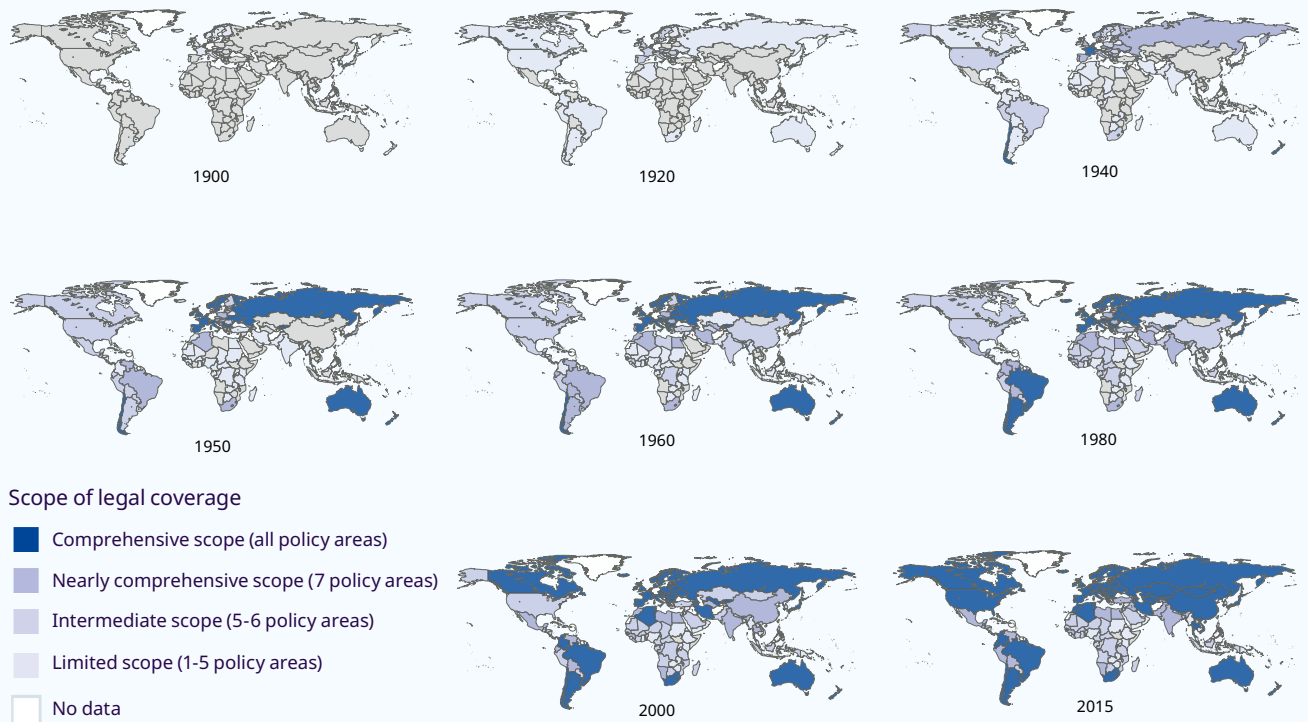 1900
1920
1940
1950
1960
1980
Scope of legal coverage
Comprehensive scope (all policy areas)
Nearly comprehensive scope (7 policy areas)
Intermediate scope (5-6 policy areas)
Limited scope (1-5 policy areas)
No data
2000
2015